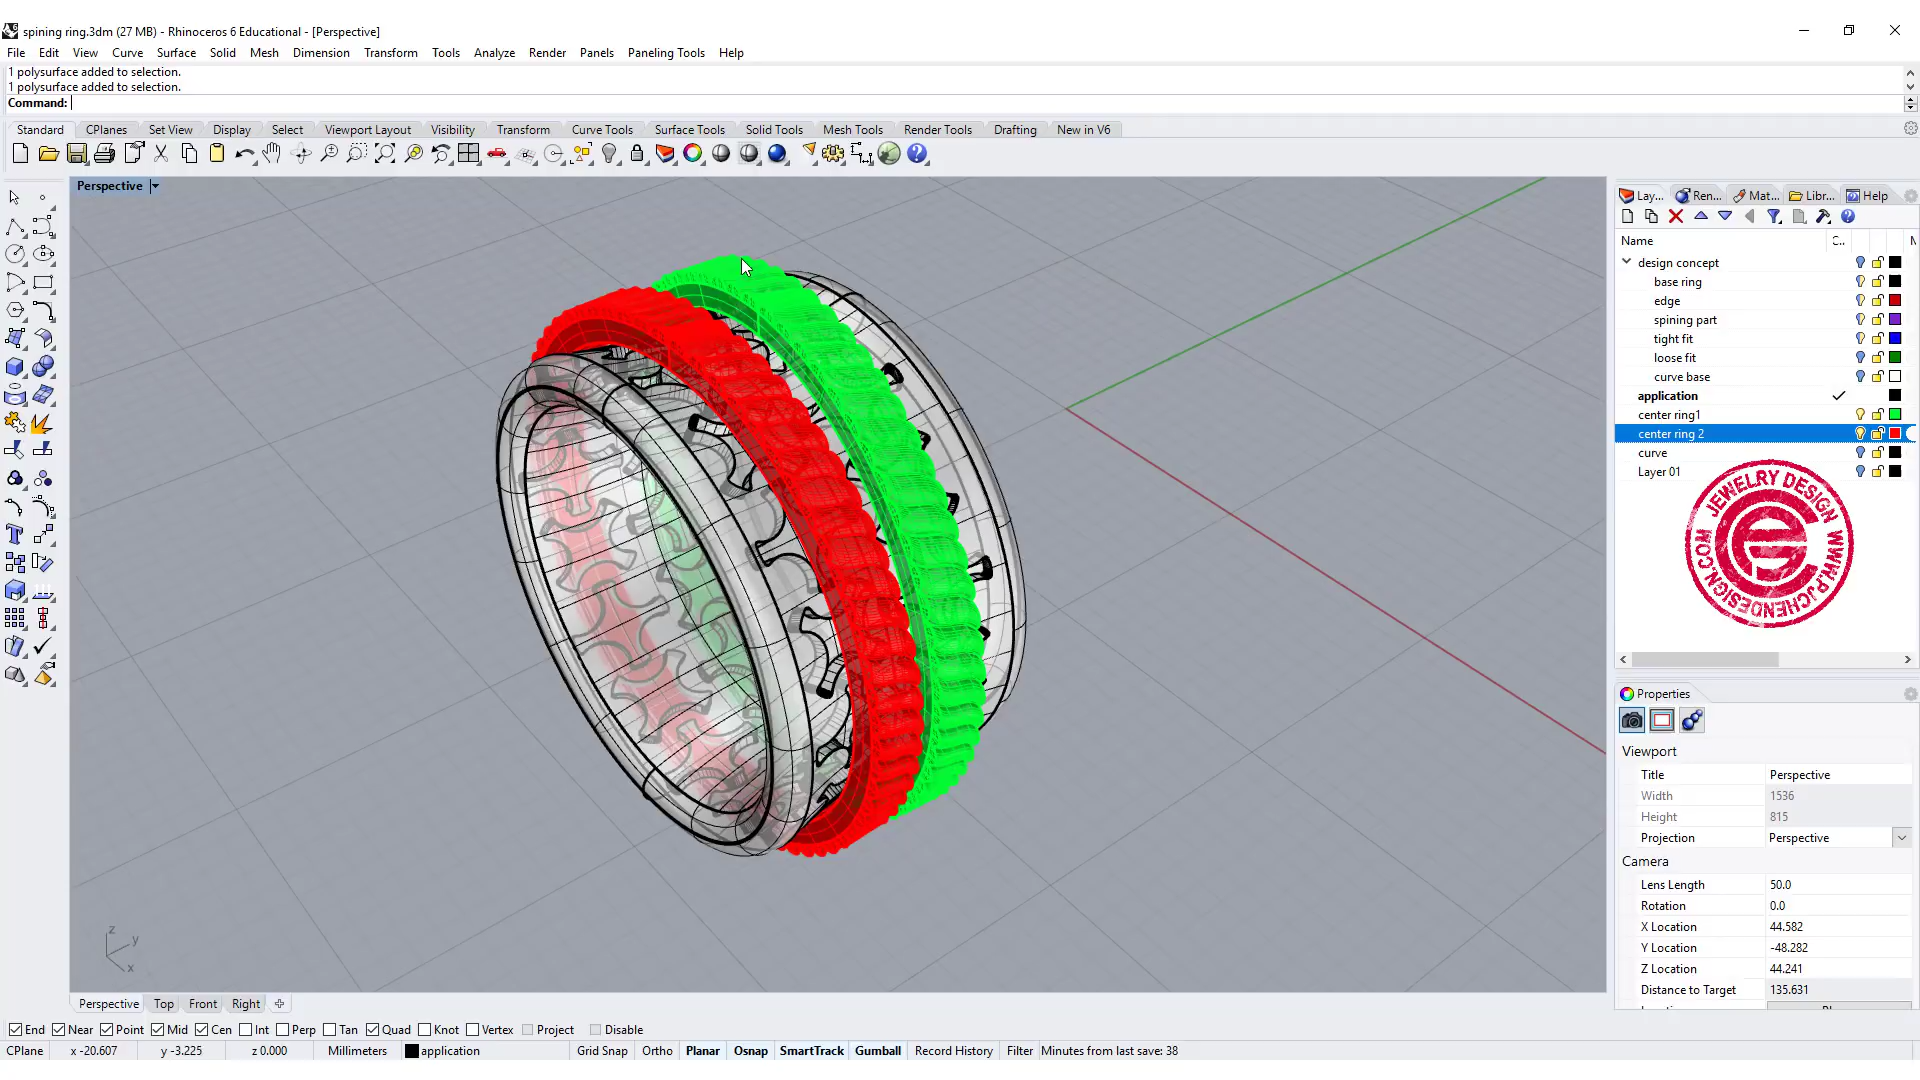 spining ring.3dm (27 MB) - Rhinoceros 6 Educational - [Perspective]
File Edit View Curve Surface Solid Mesh Dimension Transform Tools Analyze Render Panels Paneling Tools Help
1 polysurface added to selection.
1 polysurface added to selection.
Command:
Standard CPlanes Set View Display Select Viewport Layout Visibility Transform Curve Tools Surface Tools Solid Tools Mesh Tools Render Tools Drafting New in V6
Perspective
Lay... Ren... Mat... Libr... Help
Name C.. M
design concept
base ring
edge
spining part
tight fit
loose fit
curve base
application
center ring1
center ring 2
curve
Layer 01
JEWELRY DESIGN
WWW.PJCHENDESIGN.COM
Properties
Viewport
Title Perspective
Width 1536
Height 815
Projection Perspective
Camera
Lens Length 50.0
Rotation 0.0
X Location 44.582
Y Location -48.282
Z Location 44.241
Distance to Target 135.631
z
y
x
Perspective Top Front Right
End Near Point Mid Cen Int Perp Tan Quad Knot Vertex Project Disable
CPlane x -20.607 y -3.225 z 0.000 Millimeters application Grid Snap Ortho Planar Osnap SmartTrack Gumball Record History Filter Minutes from last save: 38